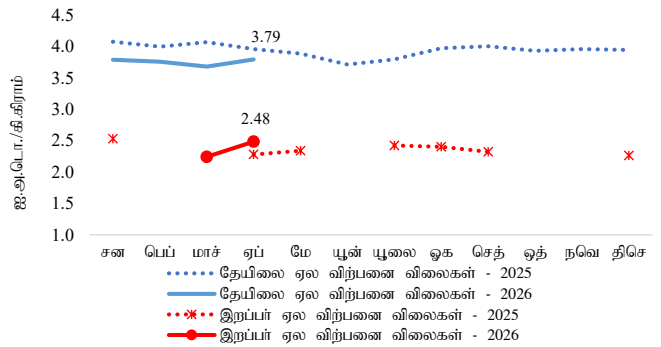 4.5
4.0
3.5
3.0
2.5
2.0
1.5
1.0
ஐ.அ.டொ./கி.கிராம்
3.79
2.48
சன பெப் மாச் ஏப் மே யூன் யூலை ஓக செத் ஒத் நவெ திசெ
தேயிலை ஏல விற்பனை விலைகள் - 2025
தேயிலை ஏல விற்பனை விலைகள் - 2026
இறப்பர் ஏல விற்பனை விலைகள் - 2025
இறப்பர் ஏல விற்பனை விலைகள் - 2026